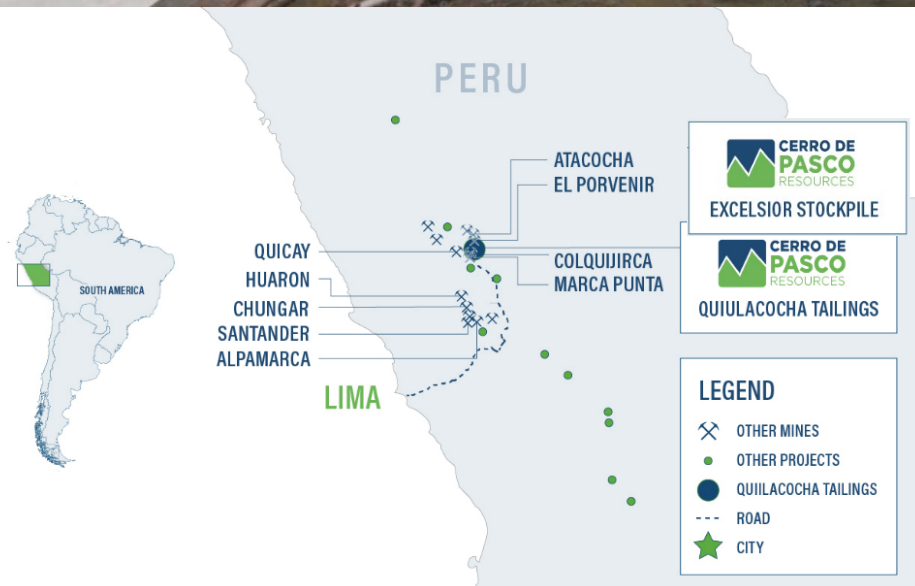 PERU
ATACOCHA
EL PORVENIR
CERRO DE
PASCO
RESOURCES
EXCELSIOR STOCKPILE
QUICAY
HUARON
CHUNGAR
SANTANDER
ALPAMARCA
COLQUIJIRCA
MARCA PUNTA
CERRO DE
PASCO
RESOURCES
QUIULACOCHA TAILINGS
SOUTH AMERICA
LIMA
LEGEND
OTHER MINES
OTHER PROJECTS
QUIILACOCHA TAILINGS
ROAD
CITY